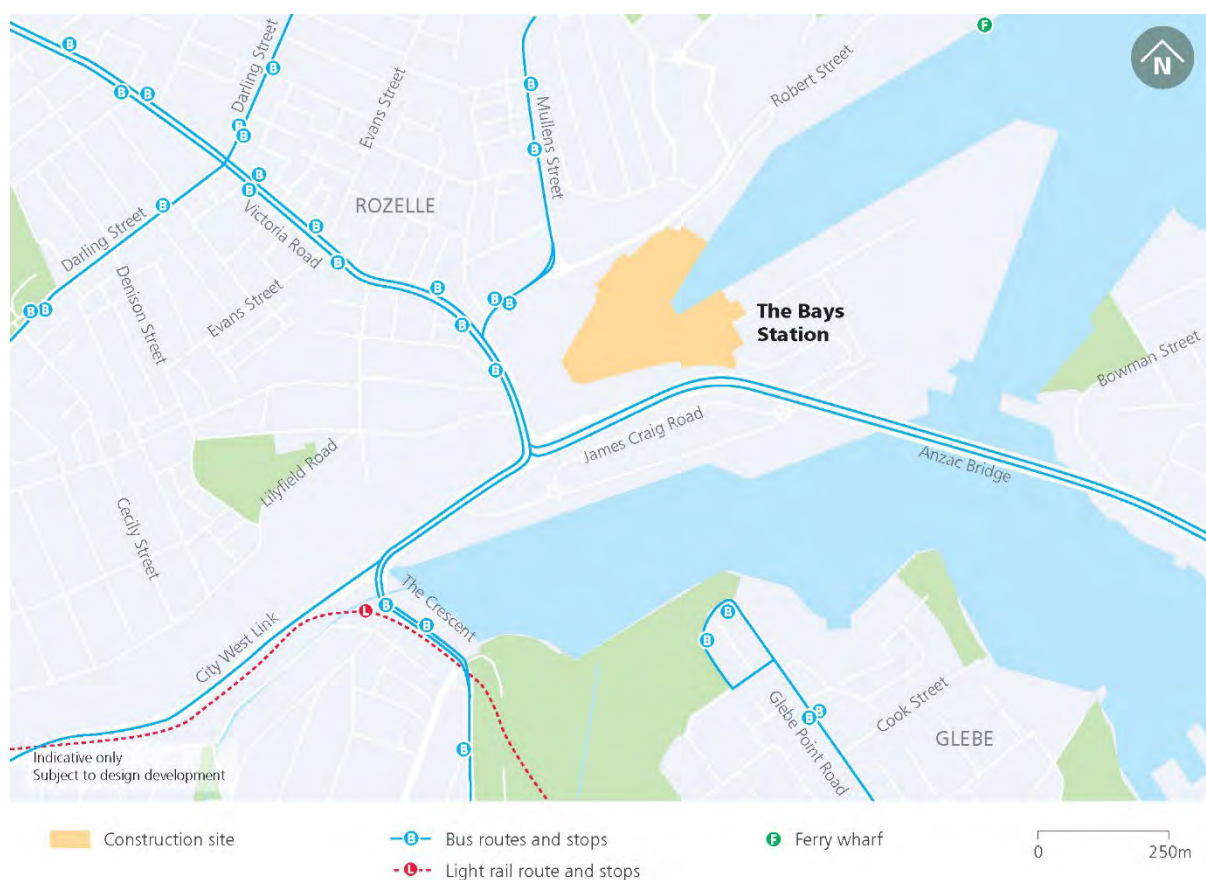 Darling Street
Evans Street
Mullens Street
Robert Street
F
N
B
B
B
B
B
B
B
B
B
B
ROZELLE
Darling Street
B
Victoria Road
B
B
B
B
B
B
B
B
B
B
Denison Street
Evans Street
The Bays
Station
Bowman Street
James Craig Road
Anzac Bridge
Lilyfield Road
Cecily Street
The Crescent
L
B
B
B
B
B
B
B
City West Link
Glebe Point Road
Cook Street
GLEBE
Indicative only
Subject to design development
Construction site
B
Bus routes and stops
L
Light rail route and stops
F
Ferry wharf
0
250m